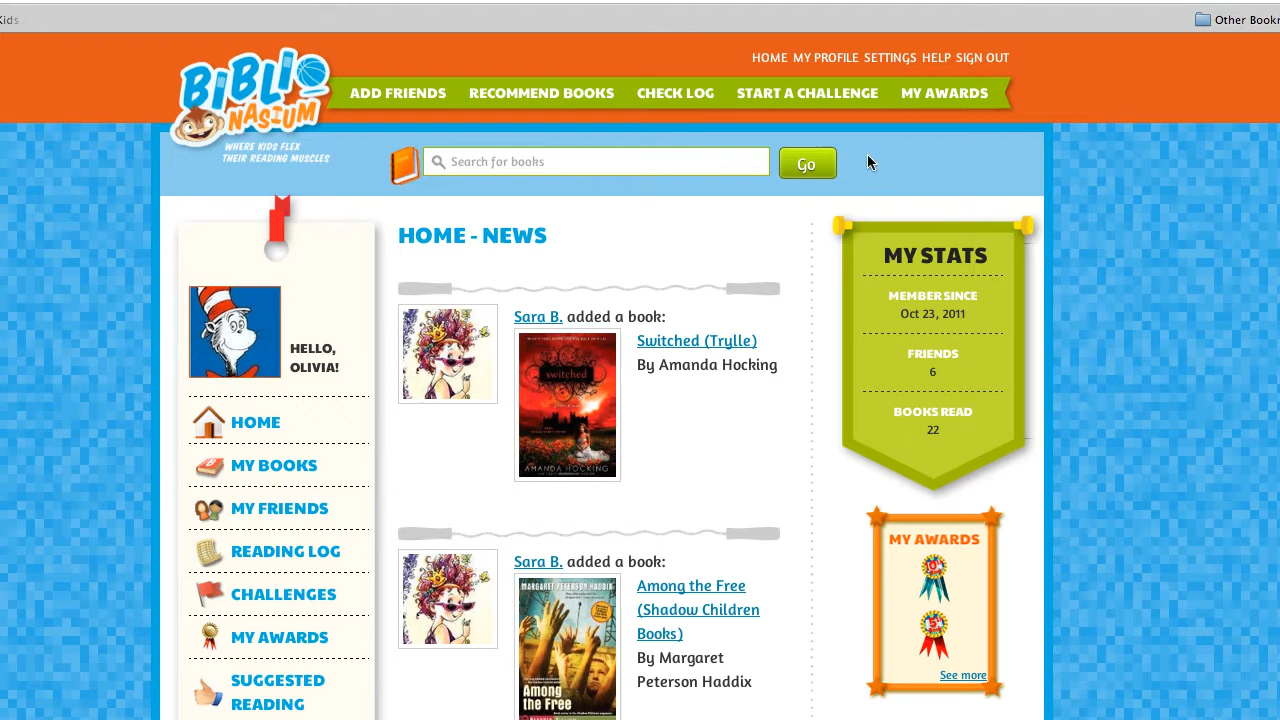 Kids
Other Bookr
HOME MY PROFILE SETTINGS HELP SIGN OUT
BIBLIO
NASIUM
WHERE KIDS FLEX
THEIR READING MUSCLES
ADD FRIENDS RECOMMEND BOOKS CHECK LOG START A CHALLENGE MY AWARDS
Search for books
Go
HELLO,
OLIVIA!
HOME
MY BOOKS
MY FRIENDS
READING LOG
CHALLENGES
MY AWARDS
SUGGESTED
READING
HOME - NEWS
Sara B. added a book:
switched
AMANDA HOCKING
Switched (Trylle)
By Amanda Hocking
Sara B. added a book:
MARGARET PETERSON HADDIX
Among the
Free
Among the Free
(Shadow Children
Books)
By Margaret
Peterson Haddix
MY STATS
MEMBER SINCE
Oct 23, 2011
FRIENDS
6
BOOKS READ
22
MY AWARDS
See more